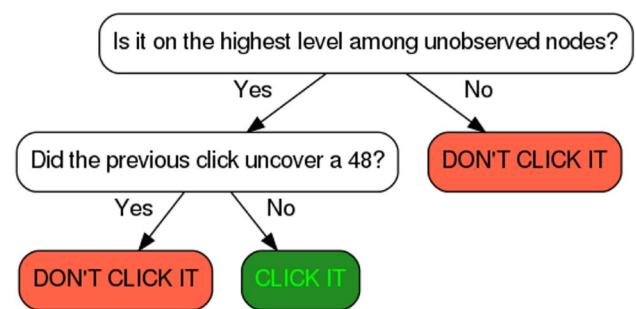 Is it on the highest level among unobserved nodes?
Yes
No
Did the previous click uncover a 48?
DON'T CLICK IT
Yes
No
DON'T CLICK IT
CLICK IT